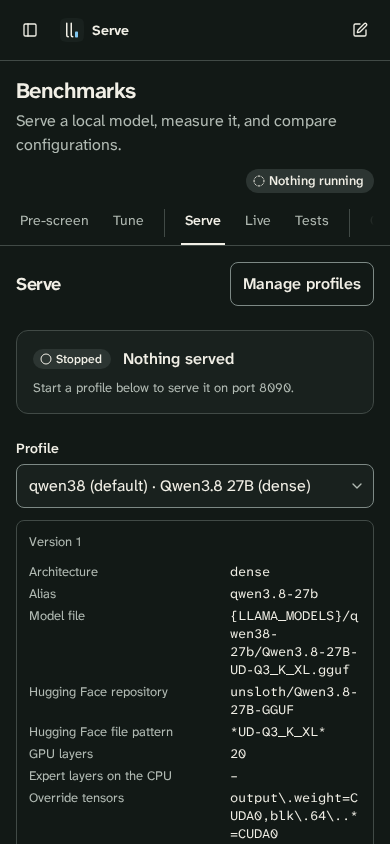 Serve
Benchmarks
Serve a local model, measure it, and compare
configurations.
Nothing running
Pre-screen Tune Serve Live Tests
Serve
Manage profiles
Stopped Nothing served
Start a profile below to serve it on port 8090.
Profile
qwen38 (default) · Qwen3.8 27B (dense)
Version 1
Architecture dense
Alias qwen3.8-27b
Model file {LLAMA_MODELS}/q
wen38-
27b/Qwen3.8-27B-
UD-Q3_K_XL.gguf
Hugging Face repository unsloth/Qwen3.8-
27B-GGUF
Hugging Face file pattern *UD-Q3_K_XL*
GPU layers 20
Expert layers on the CPU –
Override tensors output\.weight=C
UDA0,blk\.64\..*
=CUDA0